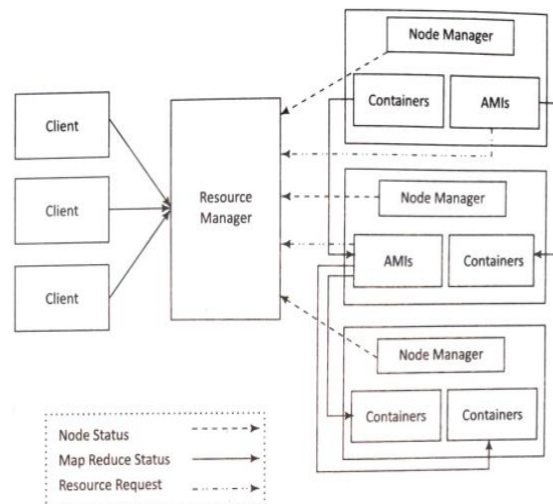 Node Manager
Containers
AMIs
Client
Client
Client
Resource
Manager
Node Manager
AMIs
Containers
Node Manager
Containers
Containers
Node Status
Map Reduce Status
Resource Request